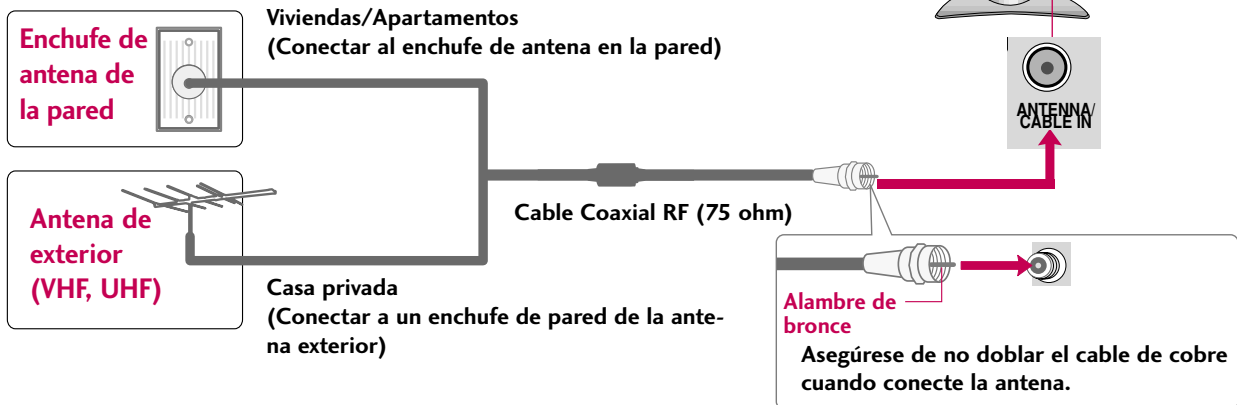 Viviendas/Apartamentos
(Conectar al enchufe de antena en la pared)
Enchufe de
antena de
la pared
ANTENNA/
CABLE IN
Antena de
exterior
(VHF, UHF)
Cable Coaxial RF (75 ohm)
Casa privada
(Conectar a un enchufe de pared de la ante-
na exterior)
Alambre de
bronce
Asegúrese de no doblar el cable de cobre
cuando conecte la antena.